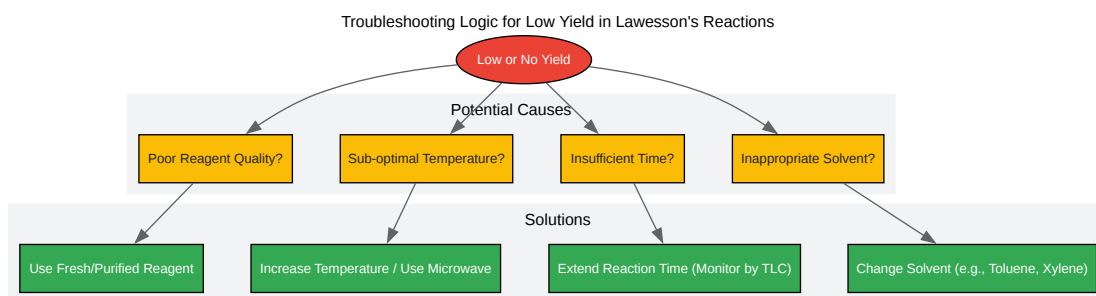 Troubleshooting Logic for Low Yield in Lawesson's Reactions
Low or No Yield
Potential Causes
Poor Reagent Quality?
Sub-optimal Temperature?
Insufficient Time?
Inappropriate Solvent?
Solutions
Use Fresh/Purified Reagent
Increase Temperature / Use Microwave
Extend Reaction Time (Monitor by TLC)
Change Solvent (e.g., Toluene, Xylene)